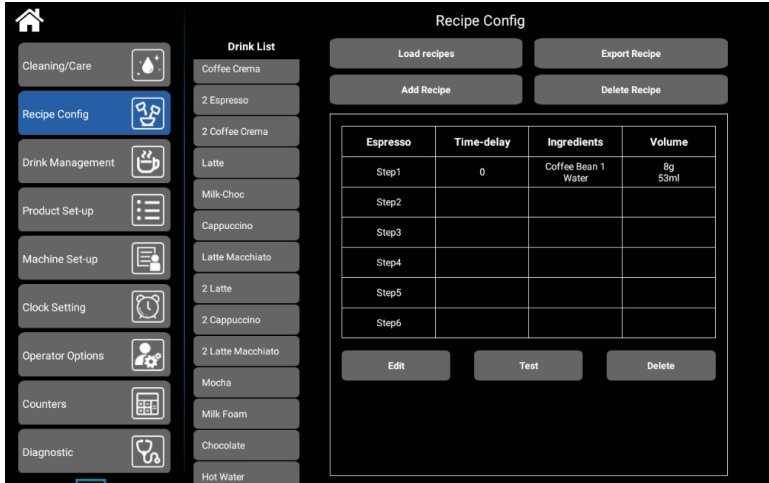 Recipe Config
Cleaning/Care
Recipe Config
Drink Management
Product Set-up
Machine Set-up
Clock Setting
Operator Options
Counters
Diagnostic
Drink List
Coffee Crema
2 Espresso
2 Coffee Crema
Latte
Milk-Choc
Cappuccino
Latte Macchiato
2 Latte
2 Cappuccino
2 Latte Macchiato
Mocha
Milk Foam
Chocolate
Hot Water
Load recipes
Export Recipe
Add Recipe
Delete Recipe
Espresso Time-delay Ingredients Volume
Step1 0 Coffee Bean 1 8g
Water 53ml
Step2
Step3
Step4
Step5
Step6
Edit
Test
Delete